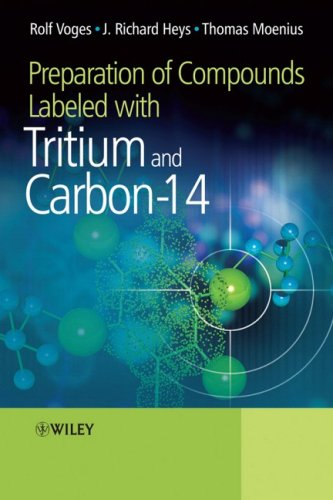 Rolf Voges • J. Richard Heys • Thomas Moenius
Preparation of Compounds
Labeled with
Tritium and
Carbon-14
WILEY